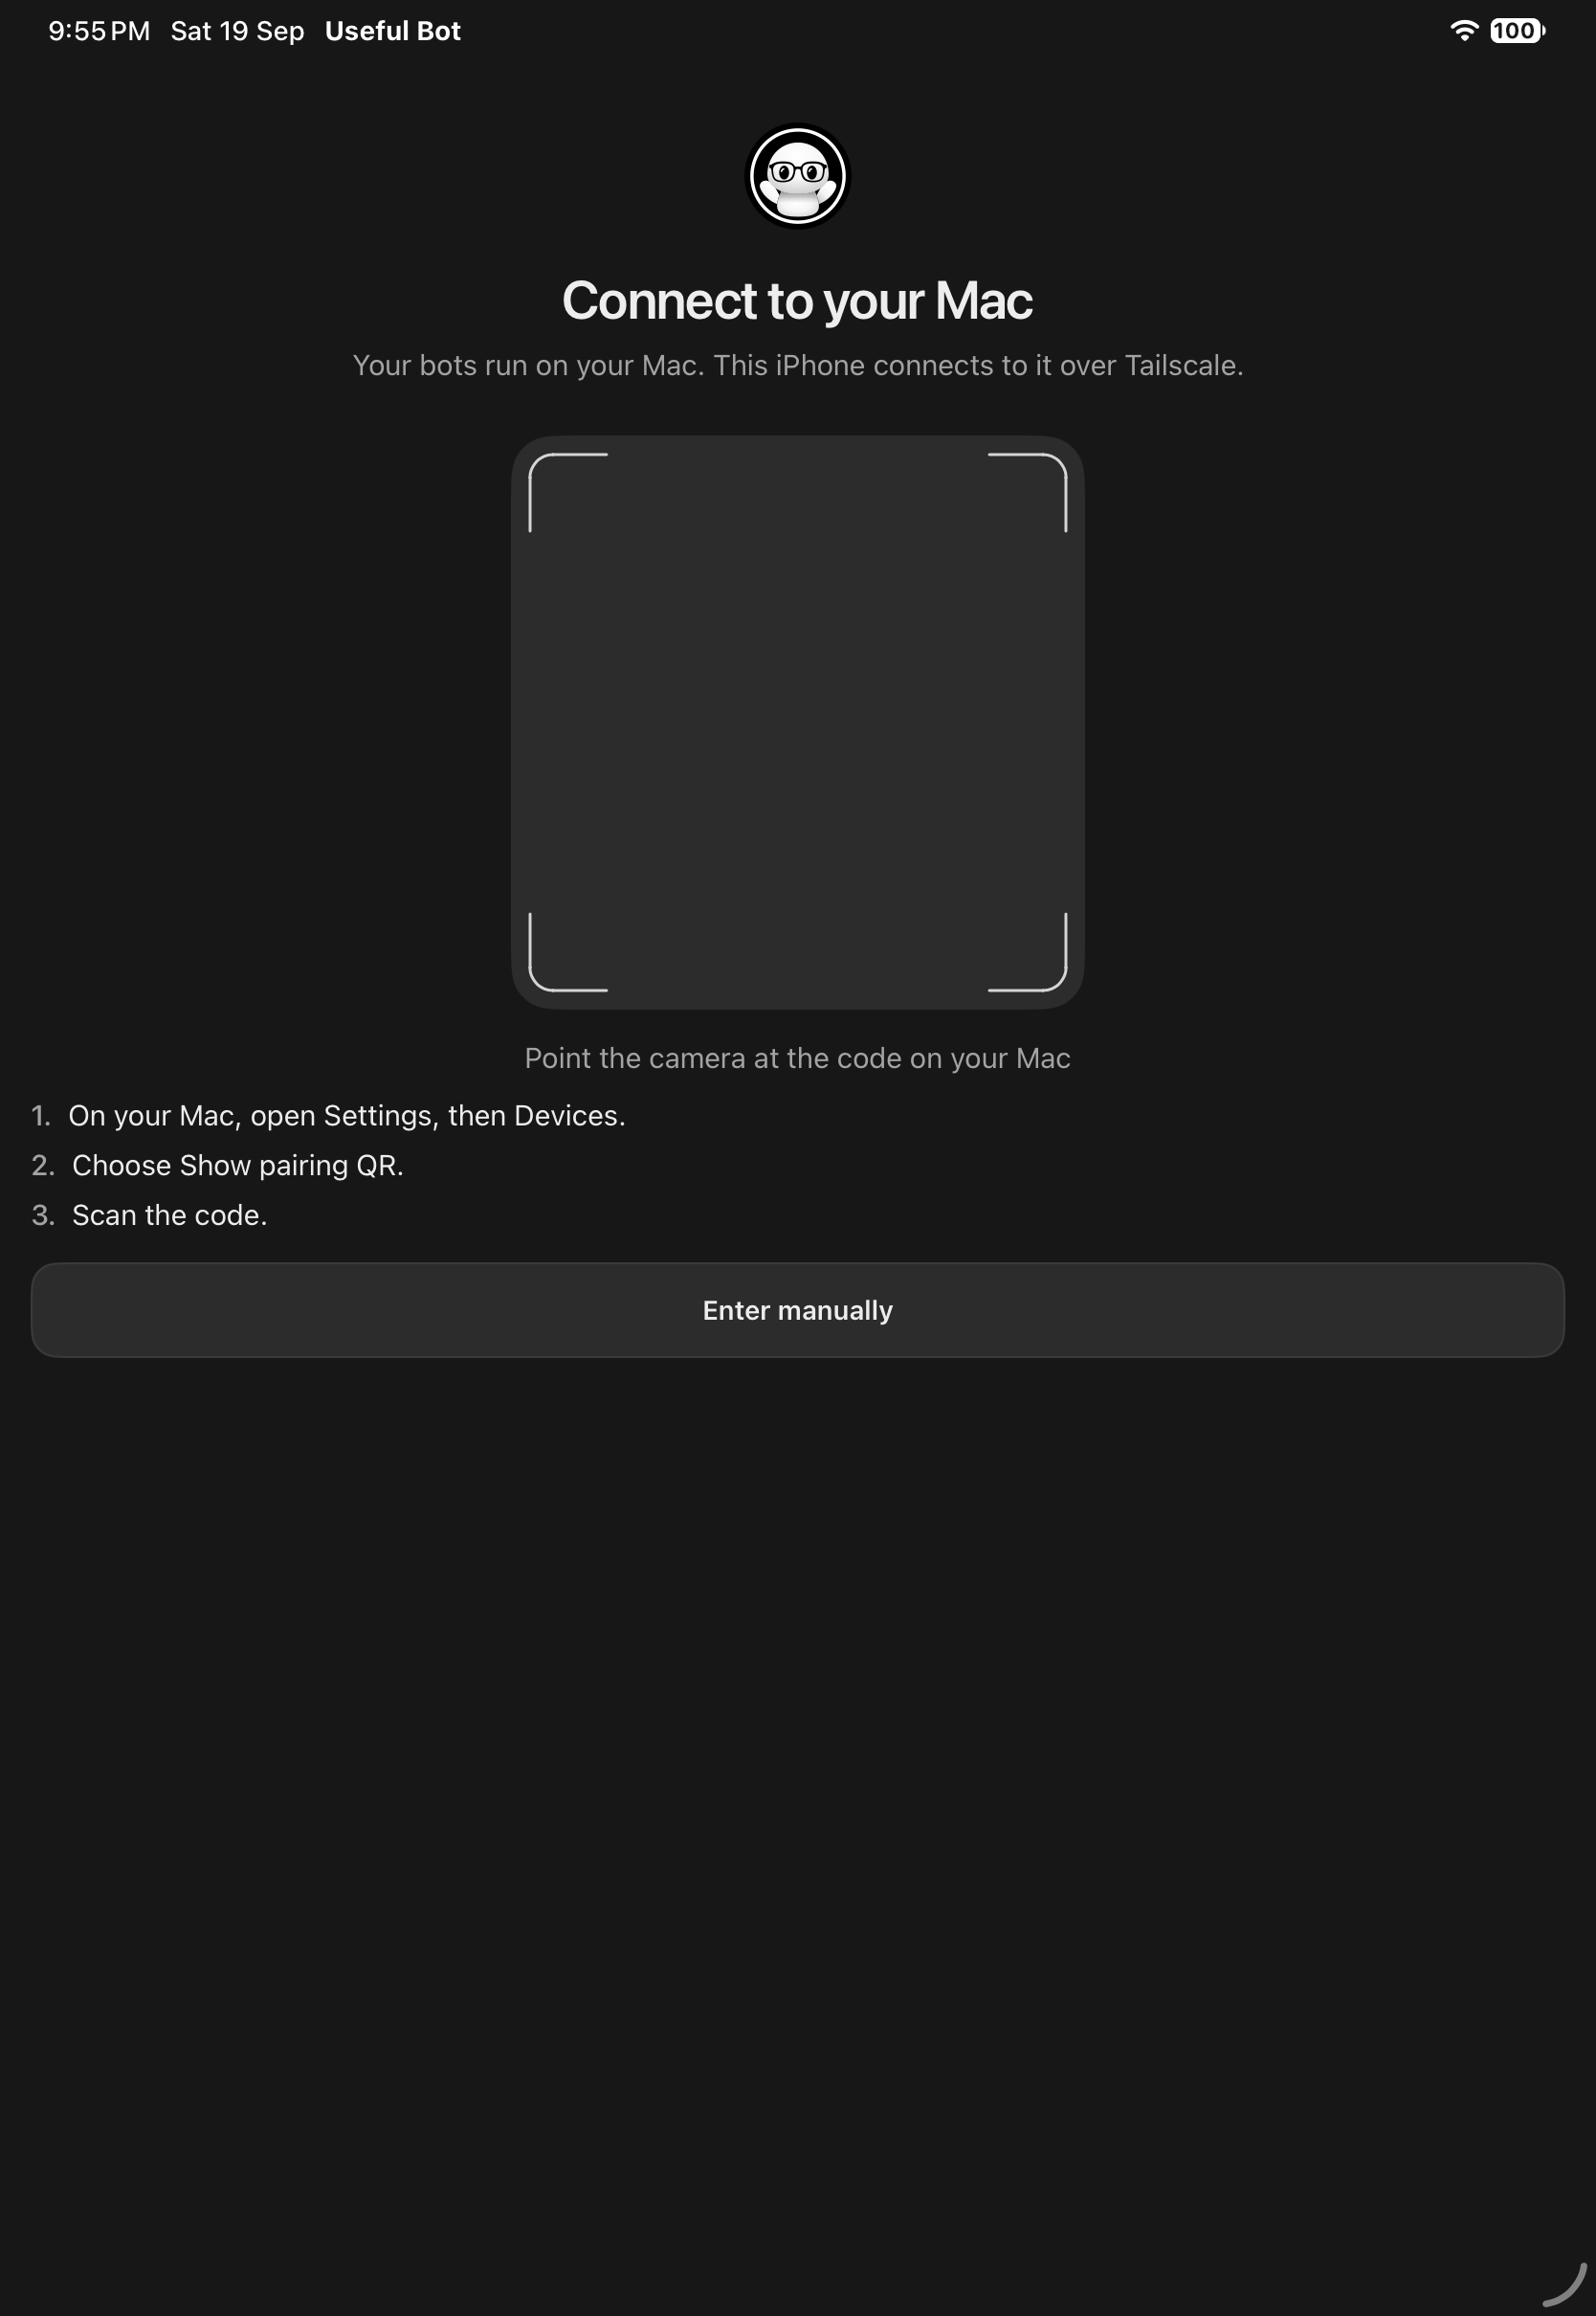 9:55 PM Sat 19 Sep Useful Bot
100
Connect to your Mac
Your bots run on your Mac. This iPhone connects to it over Tailscale.
Point the camera at the code on your Mac
1. On your Mac, open Settings, then Devices.
2. Choose Show pairing QR.
3. Scan the code.
Enter manually